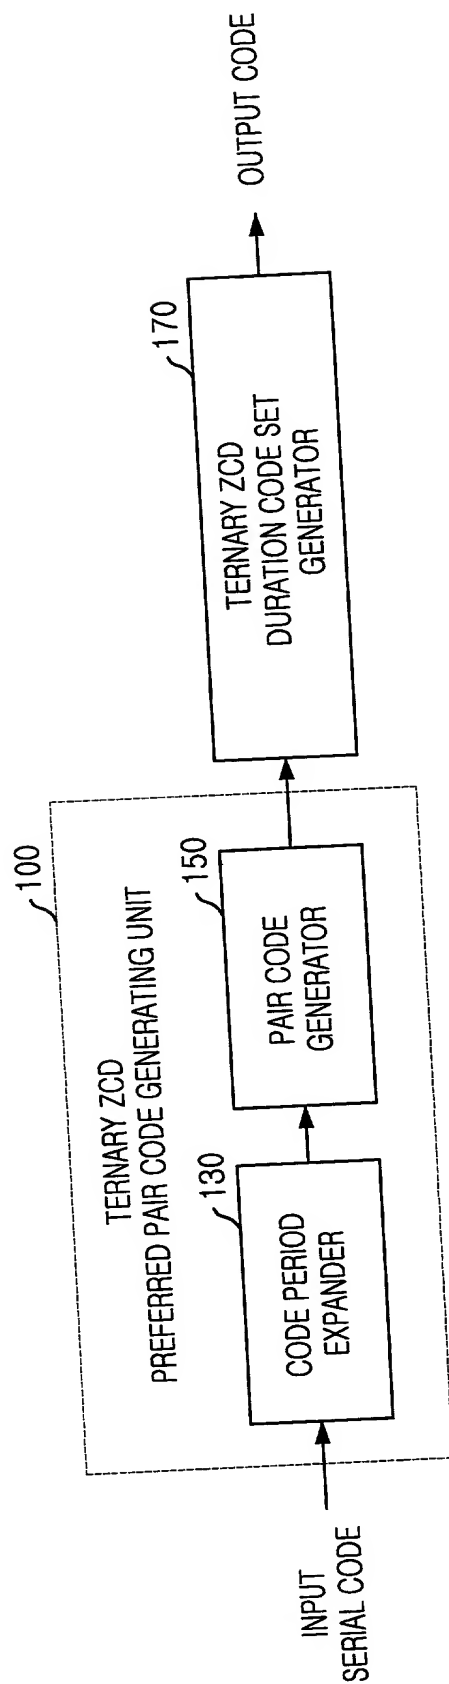 INPUT
SERIAL CODE
TERNARY ZCD
PREFERRED PAIR CODE GENERATING UNIT
100
130
CODE PERIOD
EXPANDER
150
PAIR CODE
GENERATOR
170
TERNARY ZCD
DURATION CODE SET
GENERATOR
OUTPUT CODE